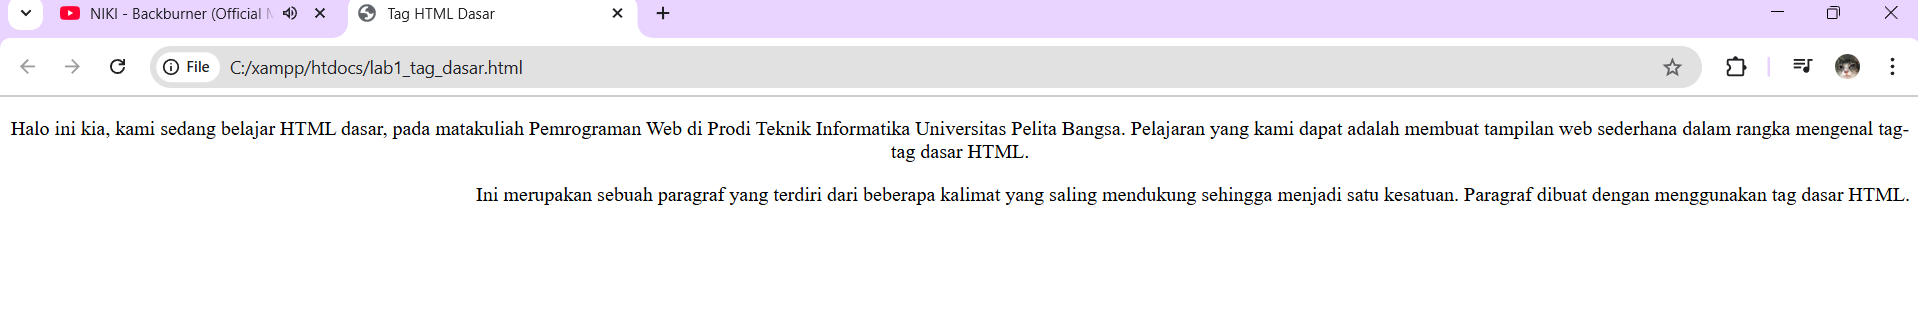 NIKI - Backburner (Official M
Tag HTML Dasar
File
C:/xampp/htdocs/lab1_tag_dasar.html
Halo ini kia, kami sedang belajar HTML dasar, pada matakuliah Pemrograman Web di Prodi Teknik Informatika Universitas Pelita Bangsa. Pelajaran yang kami dapat adalah membuat tampilan web sederhana dalam rangka mengenal tag-
tag dasar HTML.
Ini merupakan sebuah paragraf yang terdiri dari beberapa kalimat yang saling mendukung sehingga menjadi satu kesatuan. Paragraf dibuat dengan menggunakan tag dasar HTML.